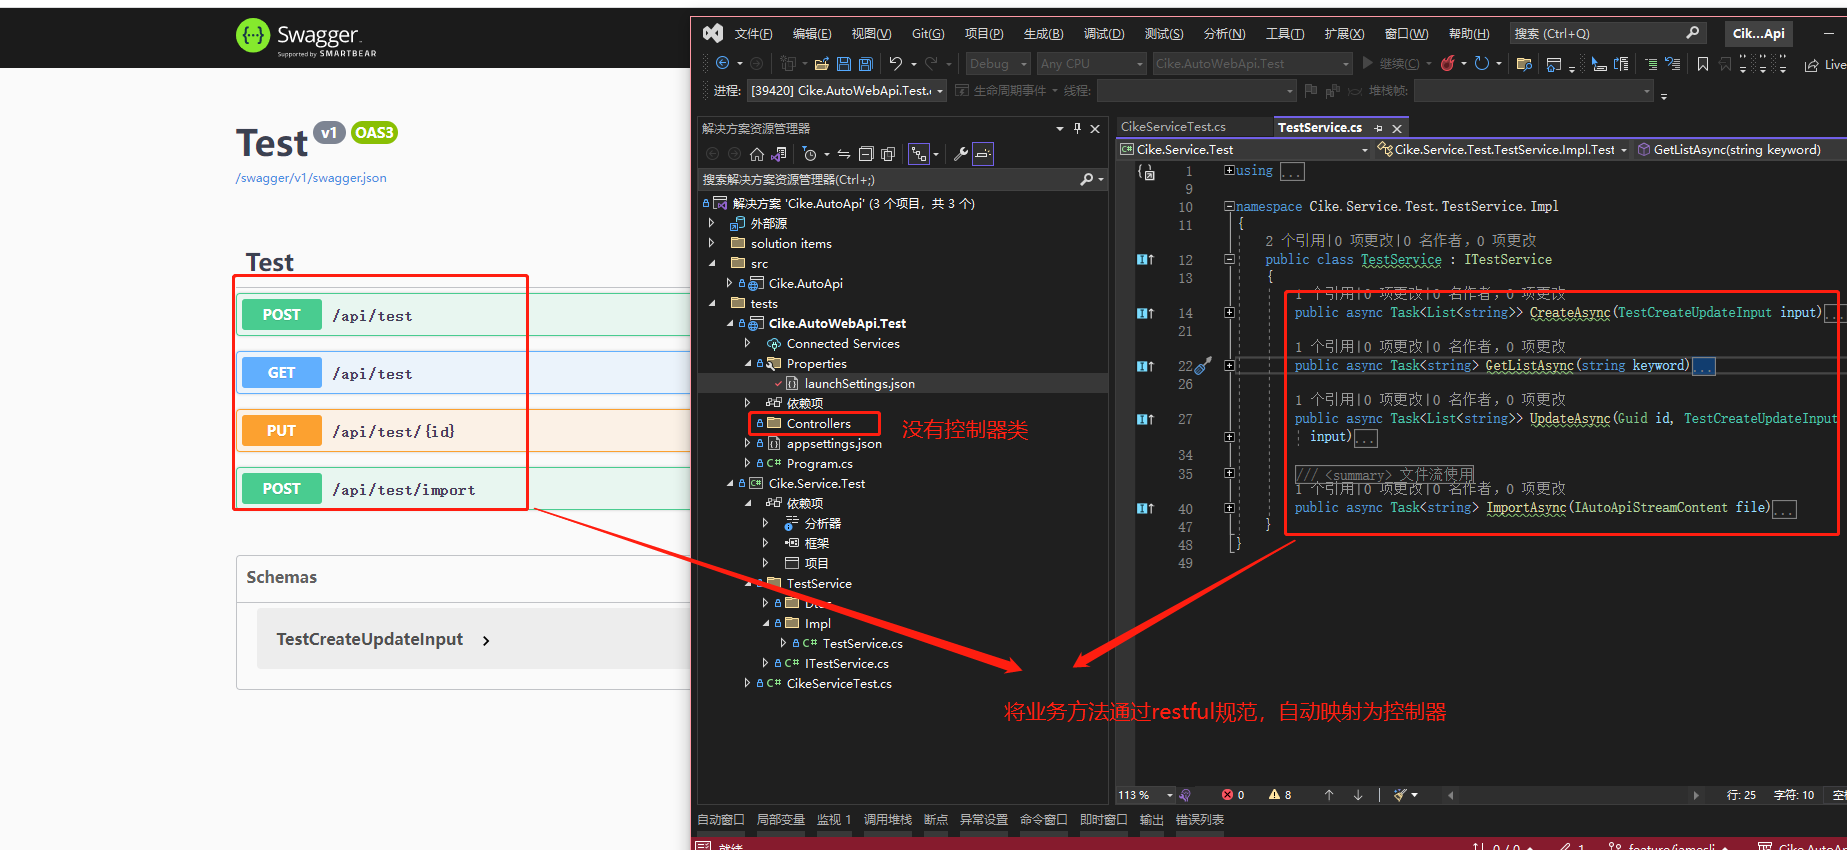 Swagger
Supported by SMARTBEAR
Test v1 OAS3
/swagger/v1/swagger.json
Test
POST /api/test
GET /api/test
PUT /api/test/{id}
POST /api/test/import
Schemas
TestCreateUpdateInput
文件(F) 编辑(E) 视图(V) Git(G) 项目(P) 生成(B) 调试(D) 测试(S) 分析(N) 工具(T) 扩展(X) 窗口(W) 帮助(H) 搜索 (Ctrl+Q) Cik...Api
Debug Any CPU Cike.AutoWebApi.Test 继续(C) Live
进程: [39420] Cike.AutoWebApi.Test. 生命周期事件 线程: 堆栈帧:
解决方案资源管理器
搜索解决方案资源管理器(Ctrl+;)
解决方案 'Cike.AutoApi' (3 个项目, 共 3 个)
外部源
solution items
src
Cike.AutoApi
tests
Cike.AutoWebApi.Test
Connected Services
Properties
launchSettings.json
依赖项
Controllers
没有控制器类
appsettings.json
Program.cs
Cike.Service.Test
依赖项
分析器
框架
项目
TestService
Impl
TestService.cs
ITestService.cs
CikeServiceTest.cs
CikeServiceTest.cs TestService.cs
Cike.Service.Test Cike.Service.Test.TestService.Impl.Test GetListAsync(string keyword)
1 using ...
9
10 namespace Cike.Service.Test.TestService.Impl
11 {
2 个引用|0 项更改|0 名作者, 0 项更改
12 public class TestService : ITestService
13 {
1 个引用|0 项更改|0 名作者, 0 项更改
14 public async Task<List<string>> CreateAsync(TestCreateUpdateInput input)...
21
1 个引用|0 项更改|0 名作者, 0 项更改
22 public async Task<string> GetListAsync(string keyword)...
26
1 个引用|0 项更改|0 名作者, 0 项更改
27 public async Task<List<string>> UpdateAsync(Guid id, TestCreateUpdateInput
input)...
34
35 /// <summary> 文件流使用
1 个引用|0 项更改|0 名作者, 0 项更改
40 public async Task<string> ImportAsync(IAutoApiStreamContent file)...
47 }
48 }
49
将业务方法通过restful规范，自动映射为控制器
113 % 0 8 行: 25 字符: 10
自动窗口 局部变量 监视 1 调用堆栈 断点 异常设置 命令窗口 即时窗口 输出 错误列表